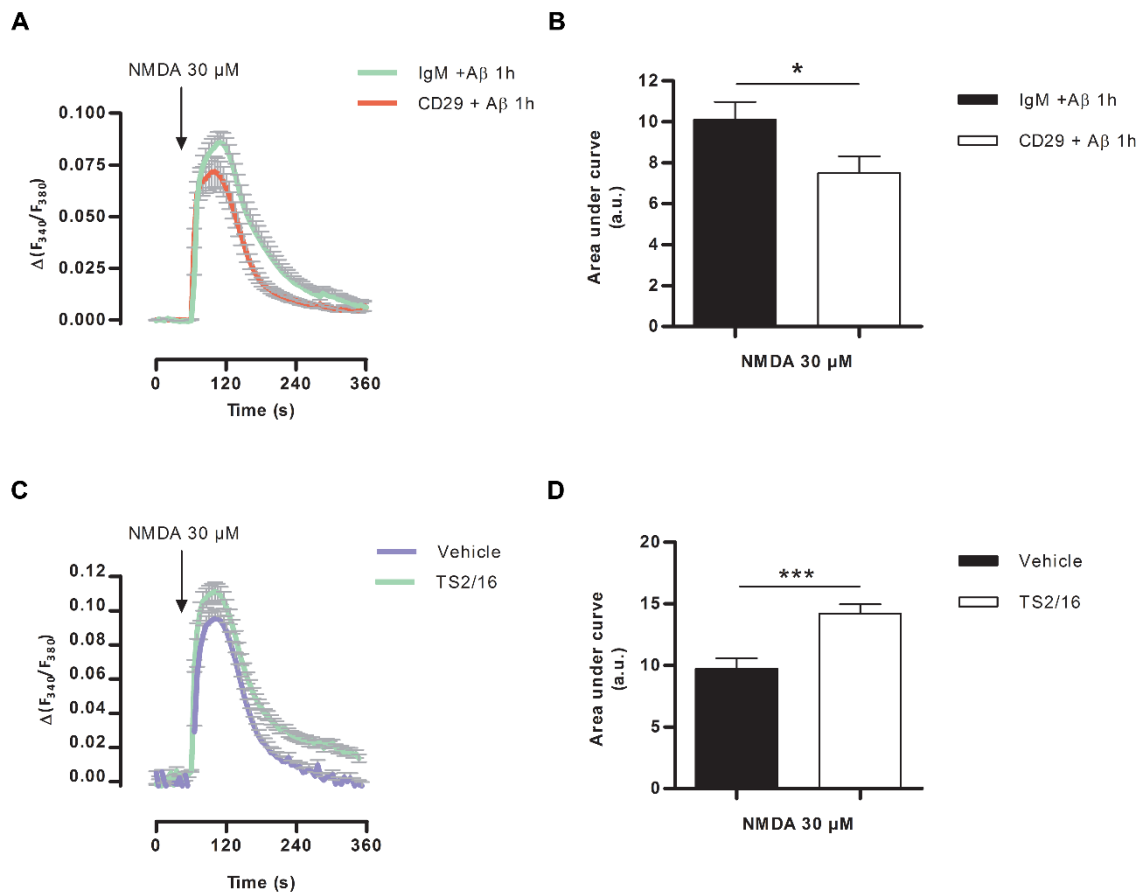 A
NMDA 30 µM
IgM +Aβ 1h
CD29 + Aβ 1h
0.100
0.075
0.050
0.025
0.000
Δ(F340/F380)
0 120 240 360
Time (s)
B
*
12
10
8
6
4
2
0
Area under curve
(a.u.)
NMDA 30 µM
IgM +Aβ 1h
CD29 + Aβ 1h
C
NMDA 30 µM
Vehicle
TS2/16
0.12
0.10
0.08
0.06
0.04
0.02
0.00
Δ(F340/F380)
0 120 240 360
Time (s)
D
***
20
15
10
5
0
Area under curve
(a.u.)
NMDA 30 µM
Vehicle
TS2/16